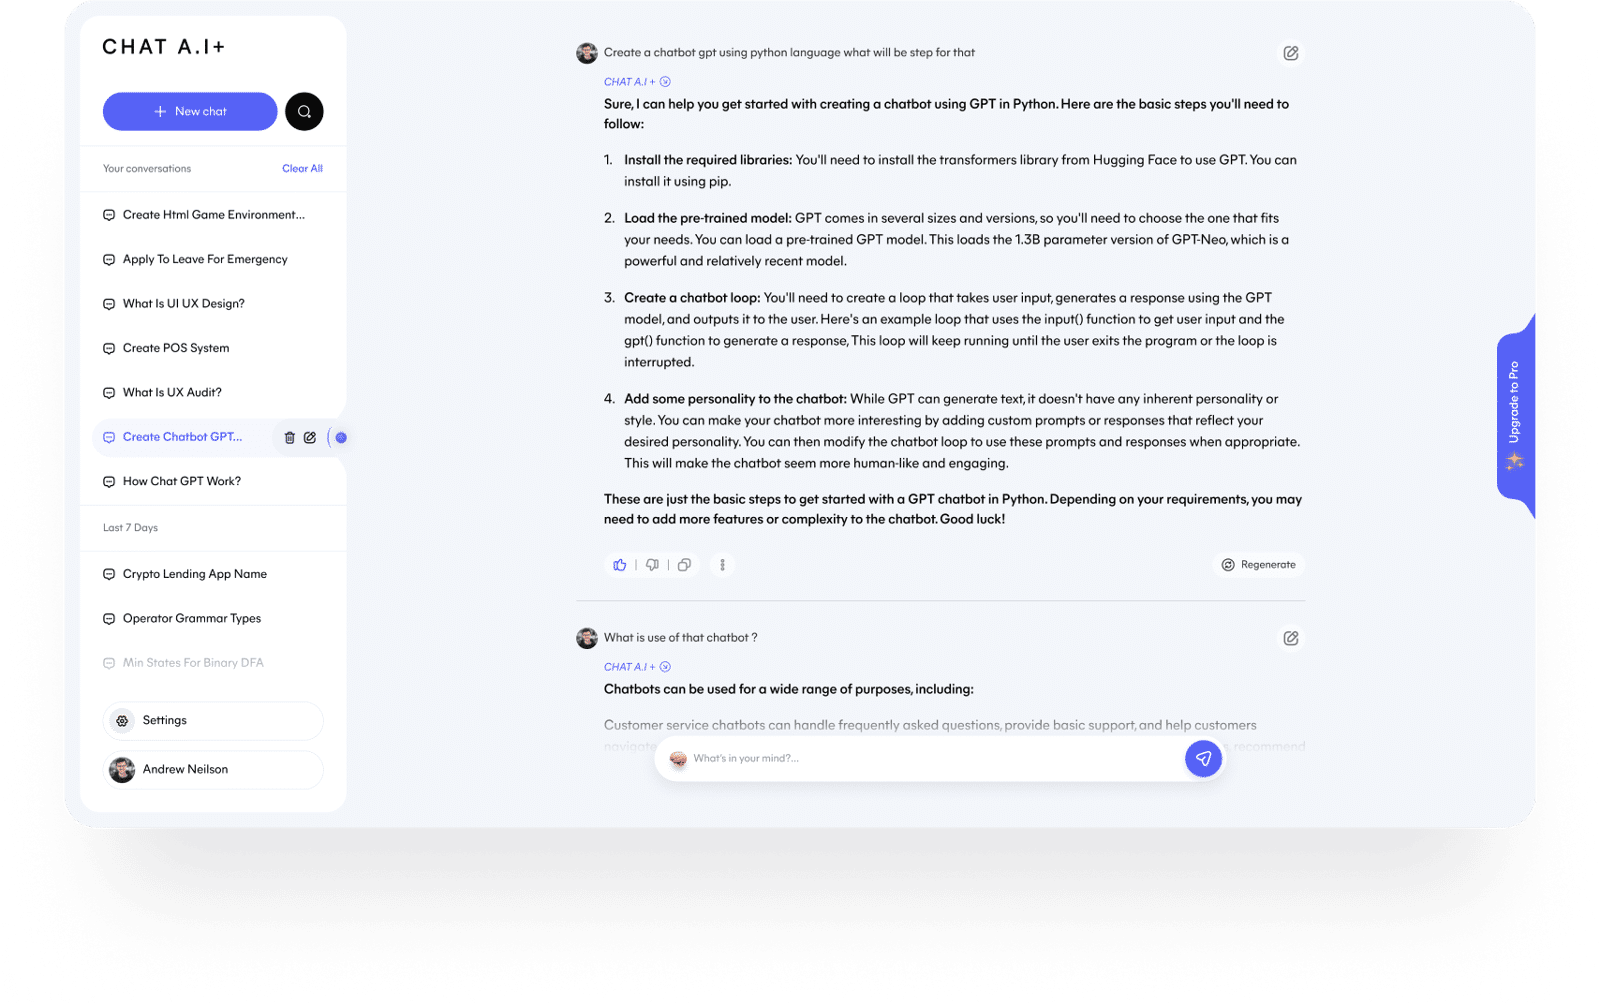 CHAT A.I+
+ New chat
Your conversations
Clear All
Create Html Game Environment...
Apply To Leave For Emergency
What Is UI UX Design?
Create POS System
What Is UX Audit?
Create Chatbot GPT...
How Chat GPT Work?
Last 7 Days
Crypto Lending App Name
Operator Grammar Types
Min States For Binary DFA
Settings
Andrew Neilson
Create a chatbot gpt using python language what will be step for that
CHAT A.I +
Sure, I can help you get started with creating a chatbot using GPT in Python. Here are the basic steps you'll need to
follow:
1. Install the required libraries: You'll need to install the transformers library from Hugging Face to use GPT. You can
install it using pip.
2. Load the pre-trained model: GPT comes in several sizes and versions, so you'll need to choose the one that fits
your needs. You can load a pre-trained GPT model. This loads the 1.3B parameter version of GPT-Neo, which is a
powerful and relatively recent model.
3. Create a chatbot loop: You'll need to create a loop that takes user input, generates a response using the GPT
model, and outputs it to the user. Here's an example loop that uses the input() function to get user input and the
gpt() function to generate a response, This loop will keep running until the user exits the program or the loop is
interrupted.
4. Add some personality to the chatbot: While GPT can generate text, it doesn't have any inherent personality or
style. You can make your chatbot more interesting by adding custom prompts or responses that reflect your
desired personality. You can then modify the chatbot loop to use these prompts and responses when appropriate.
This will make the chatbot seem more human-like and engaging.
These are just the basic steps to get started with a GPT chatbot in Python. Depending on your requirements, you may
need to add more features or complexity to the chatbot. Good luck!
Regenerate
What is use of that chatbot ?
CHAT A.I +
Chatbots can be used for a wide range of purposes, including:
Customer service chatbots can handle frequently asked questions, provide basic support, and help customers
navigate recommend
What's in your mind?...
Upgrade to Pro